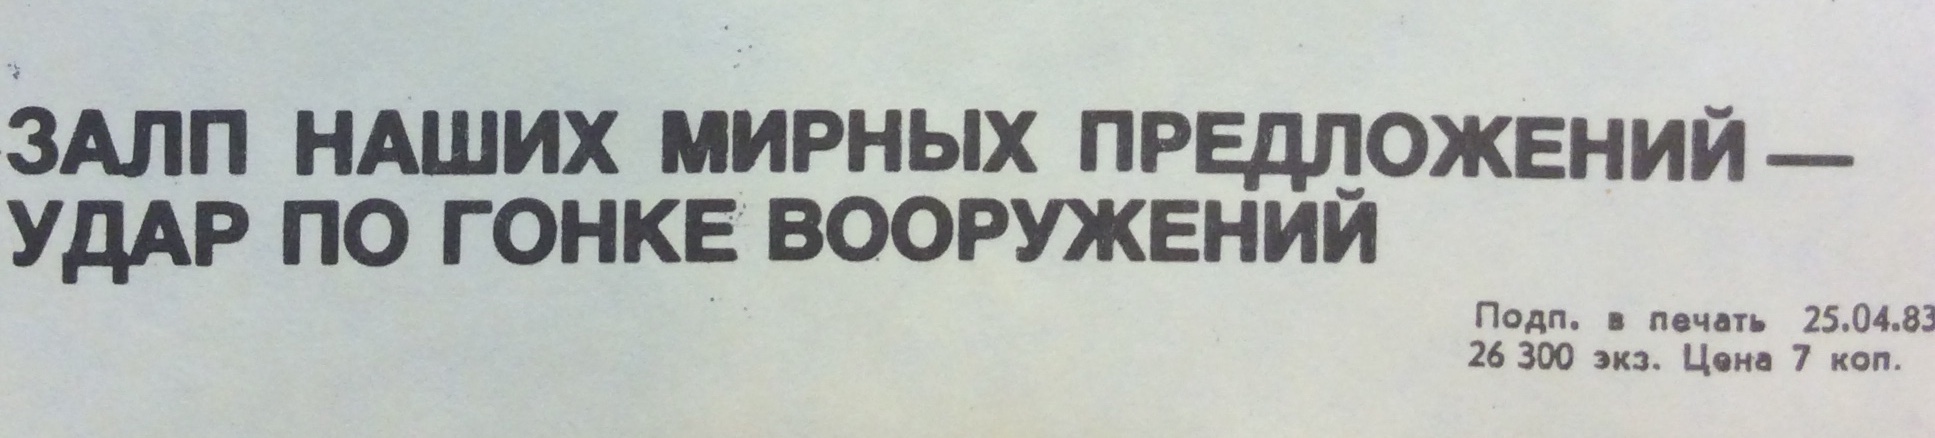 ЗАЛП НАШИХ МИРНЫХ ПРЕДЛОЖЕНИЙ —
УДАР ПО ГОНКЕ ВООРУЖЕНИЙ
Подп. в печать 25.04.83
26 300 экз. Цена 7 коп.